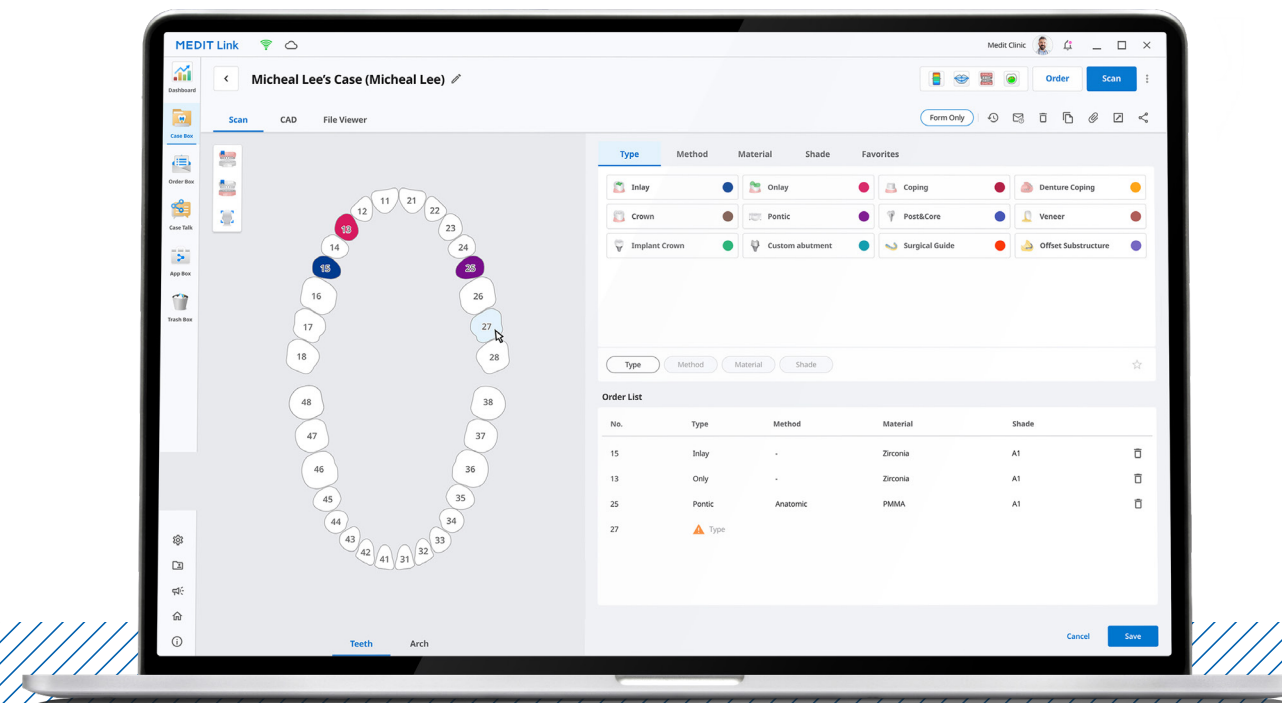 MEDIT Link
Medit Clinic
Dashboard
Case Box
Order Box
Case Talk
App Box
Trash Box
Micheal Lee's Case (Micheal Lee)
Order
Scan
Scan CAD File Viewer
Form Only
11 21
12 22
13 23
14 24
15 25
16 26
17 27
18 28
48 38
47 37
46 36
45 35
44 34
43 33
42 41 31 32
Teeth Arch
Type Method Material Shade Favorites
Inlay Onlay Coping Denture Coping
Crown Pontic Post&Core Veneer
Implant Crown Custom abutment Surgical Guide Offset Substructure
Type Method Material Shade
Order List
No. Type Method Material Shade
15 Inlay - Zirconia A1
13 Only - Zirconia A1
25 Pontic Anatomic PMMA A1
27 Type
Cancel Save